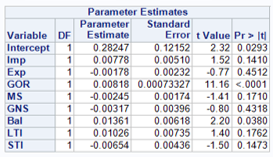 Parameter Estimates
Variable DF Parameter Estimate Standard Error t Value Pr > |t|
Intercept 1 0.28247 0.12152 2.32 0.0293
Imp 1 0.00778 0.00510 1.52 0.1410
Exp 1 -0.00178 0.00232 -0.77 0.4512
GOR 1 0.00818 0.00073327 11.16 <.0001
MS 1 -0.00245 0.00174 -1.41 0.1710
GNS 1 -0.00317 0.00396 -0.80 0.4318
Bal 1 0.01361 0.00618 2.20 0.0380
LTI 1 0.01026 0.00735 1.40 0.1762
STI 1 -0.00654 0.00436 -1.50 0.1473